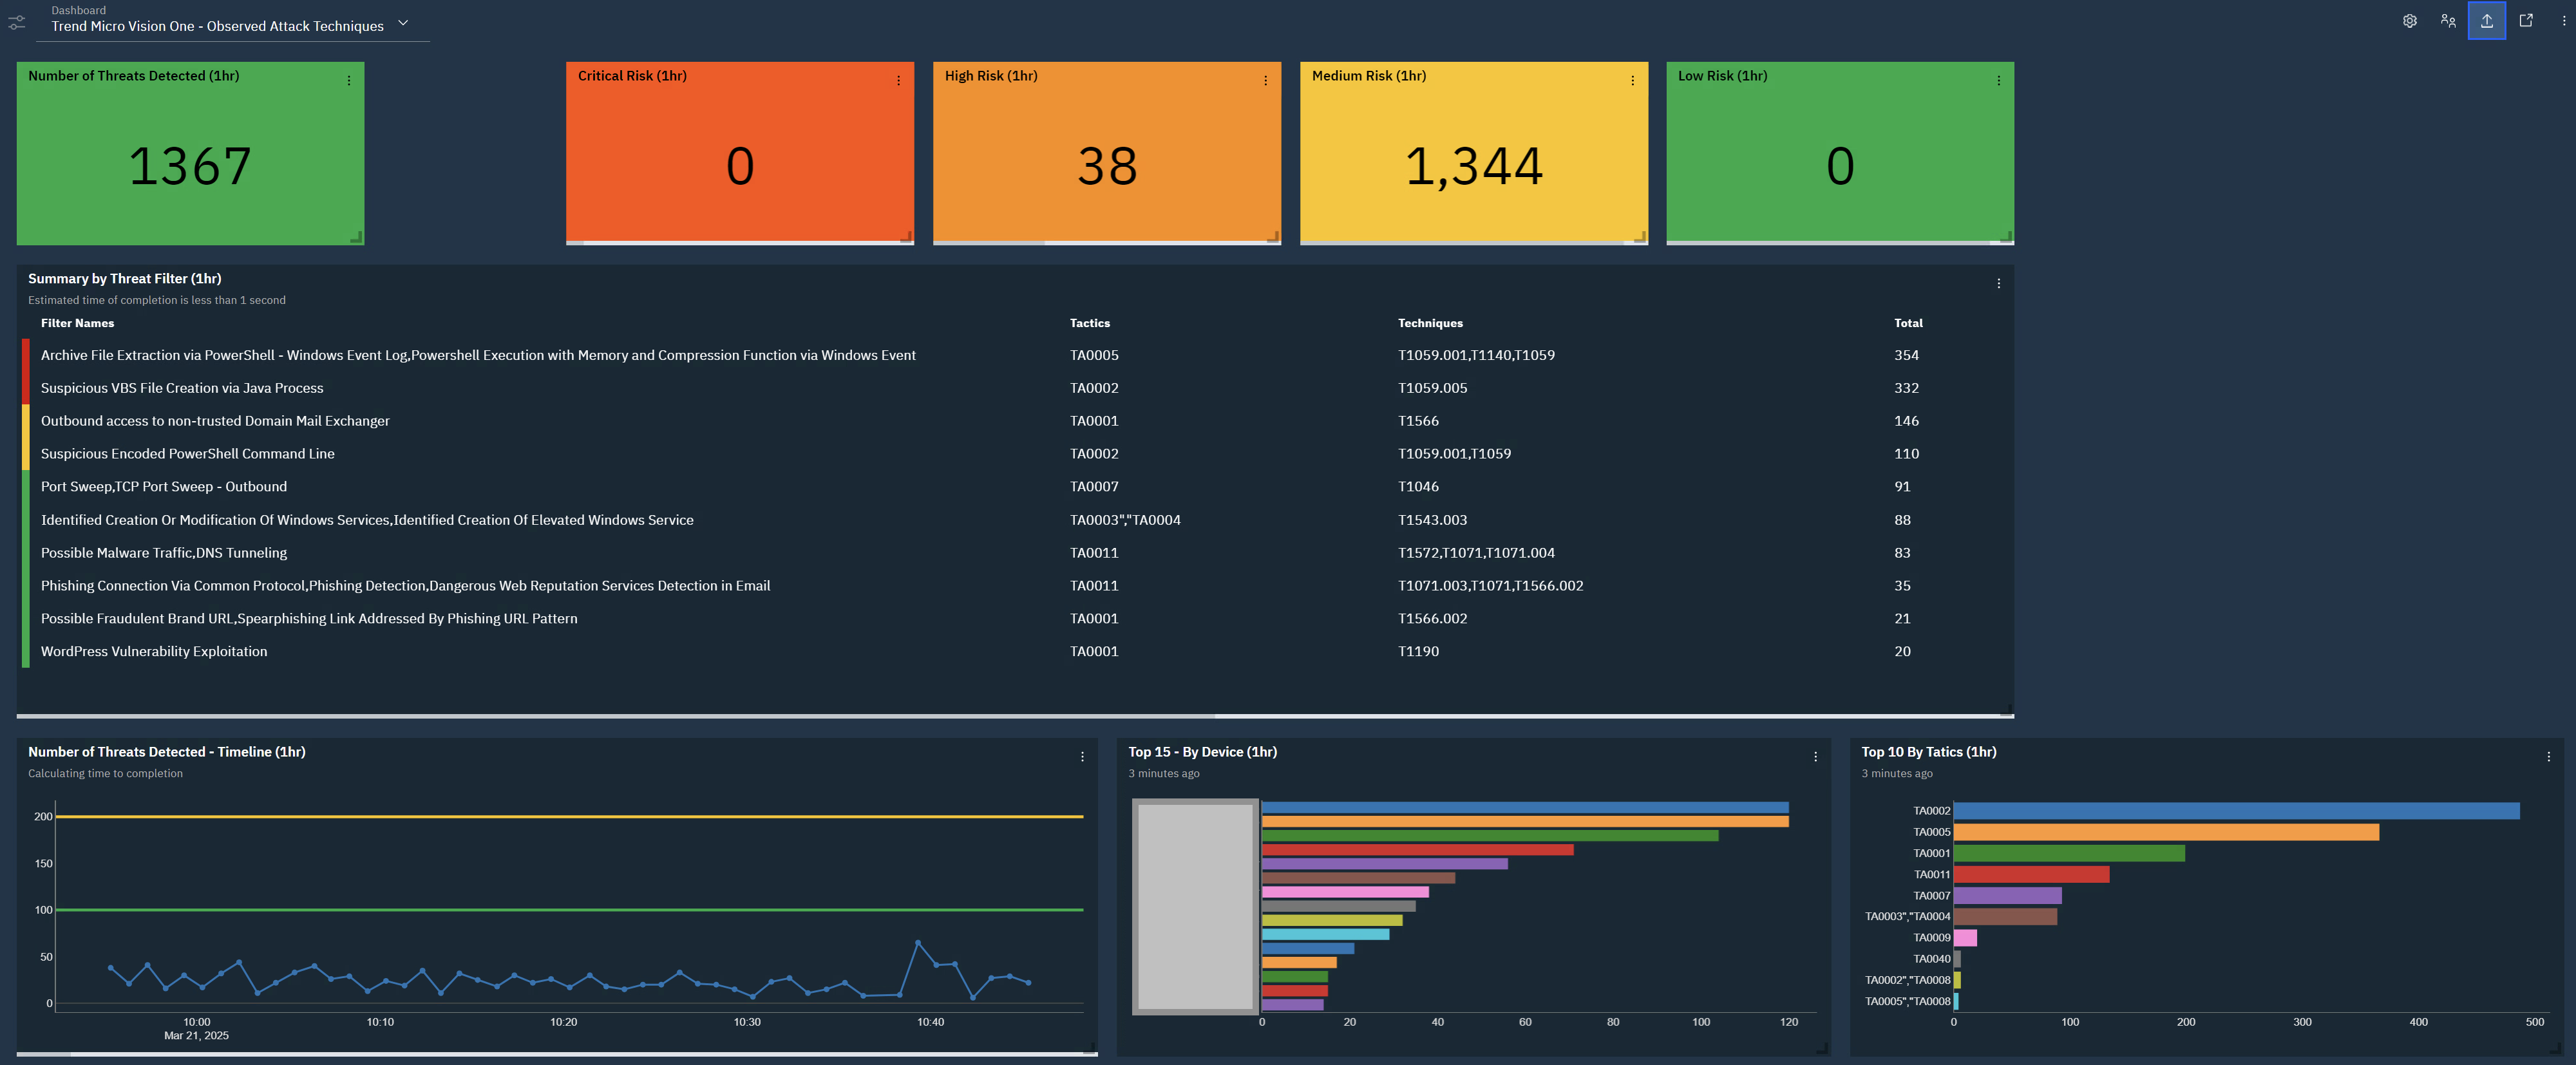 Dashboard
Trend Micro Vision One - Observed Attack Techniques
Number of Threats Detected (1hr)
1367
Critical Risk (1hr)
0
High Risk (1hr)
38
Medium Risk (1hr)
1,344
Low Risk (1hr)
0
Summary by Threat Filter (1hr)
Estimated time of completion is less than 1 second
Filter Names Tactics Techniques Total
Archive File Extraction via PowerShell - Windows Event Log,Powershell Execution with Memory and Compression Function via Windows Event TA0005 T1059.001,T1140,T1059 354
Suspicious VBS File Creation via Java Process TA0002 T1059.005 332
Outbound access to non-trusted Domain Mail Exchanger TA0001 T1566 146
Suspicious Encoded PowerShell Command Line TA0002 T1059.001,T1059 110
Port Sweep,TCP Port Sweep - Outbound TA0007 T1046 91
Identified Creation Or Modification Of Windows Services,Identified Creation Of Elevated Windows Service TA0003","TA0004 T1543.003 88
Possible Malware Traffic,DNS Tunneling TA0011 T1572,T1071,T1071.004 83
Phishing Connection Via Common Protocol,Phishing Detection,Dangerous Web Reputation Services Detection in Email TA0011 T1071.003,T1071,T1566.002 35
Possible Fraudulent Brand URL,Spearphishing Link Addressed By Phishing URL Pattern TA0001 T1566.002 21
WordPress Vulnerability Exploitation TA0001 T1190 20
Number of Threats Detected - Timeline (1hr)
Calculating time to completion
200
150
100
50
0
10:00 10:10 10:20 10:30 10:40
Mar 21, 2025
Top 15 - By Device (1hr)
3 minutes ago
0 20 40 60 80 100 120
Top 10 By Tatics (1hr)
3 minutes ago
TA0002
TA0005
TA0001
TA0011
TA0007
TA0003","TA0004
TA0009
TA0040
TA0002","TA0008
TA0005","TA0008
0 100 200 300 400 500